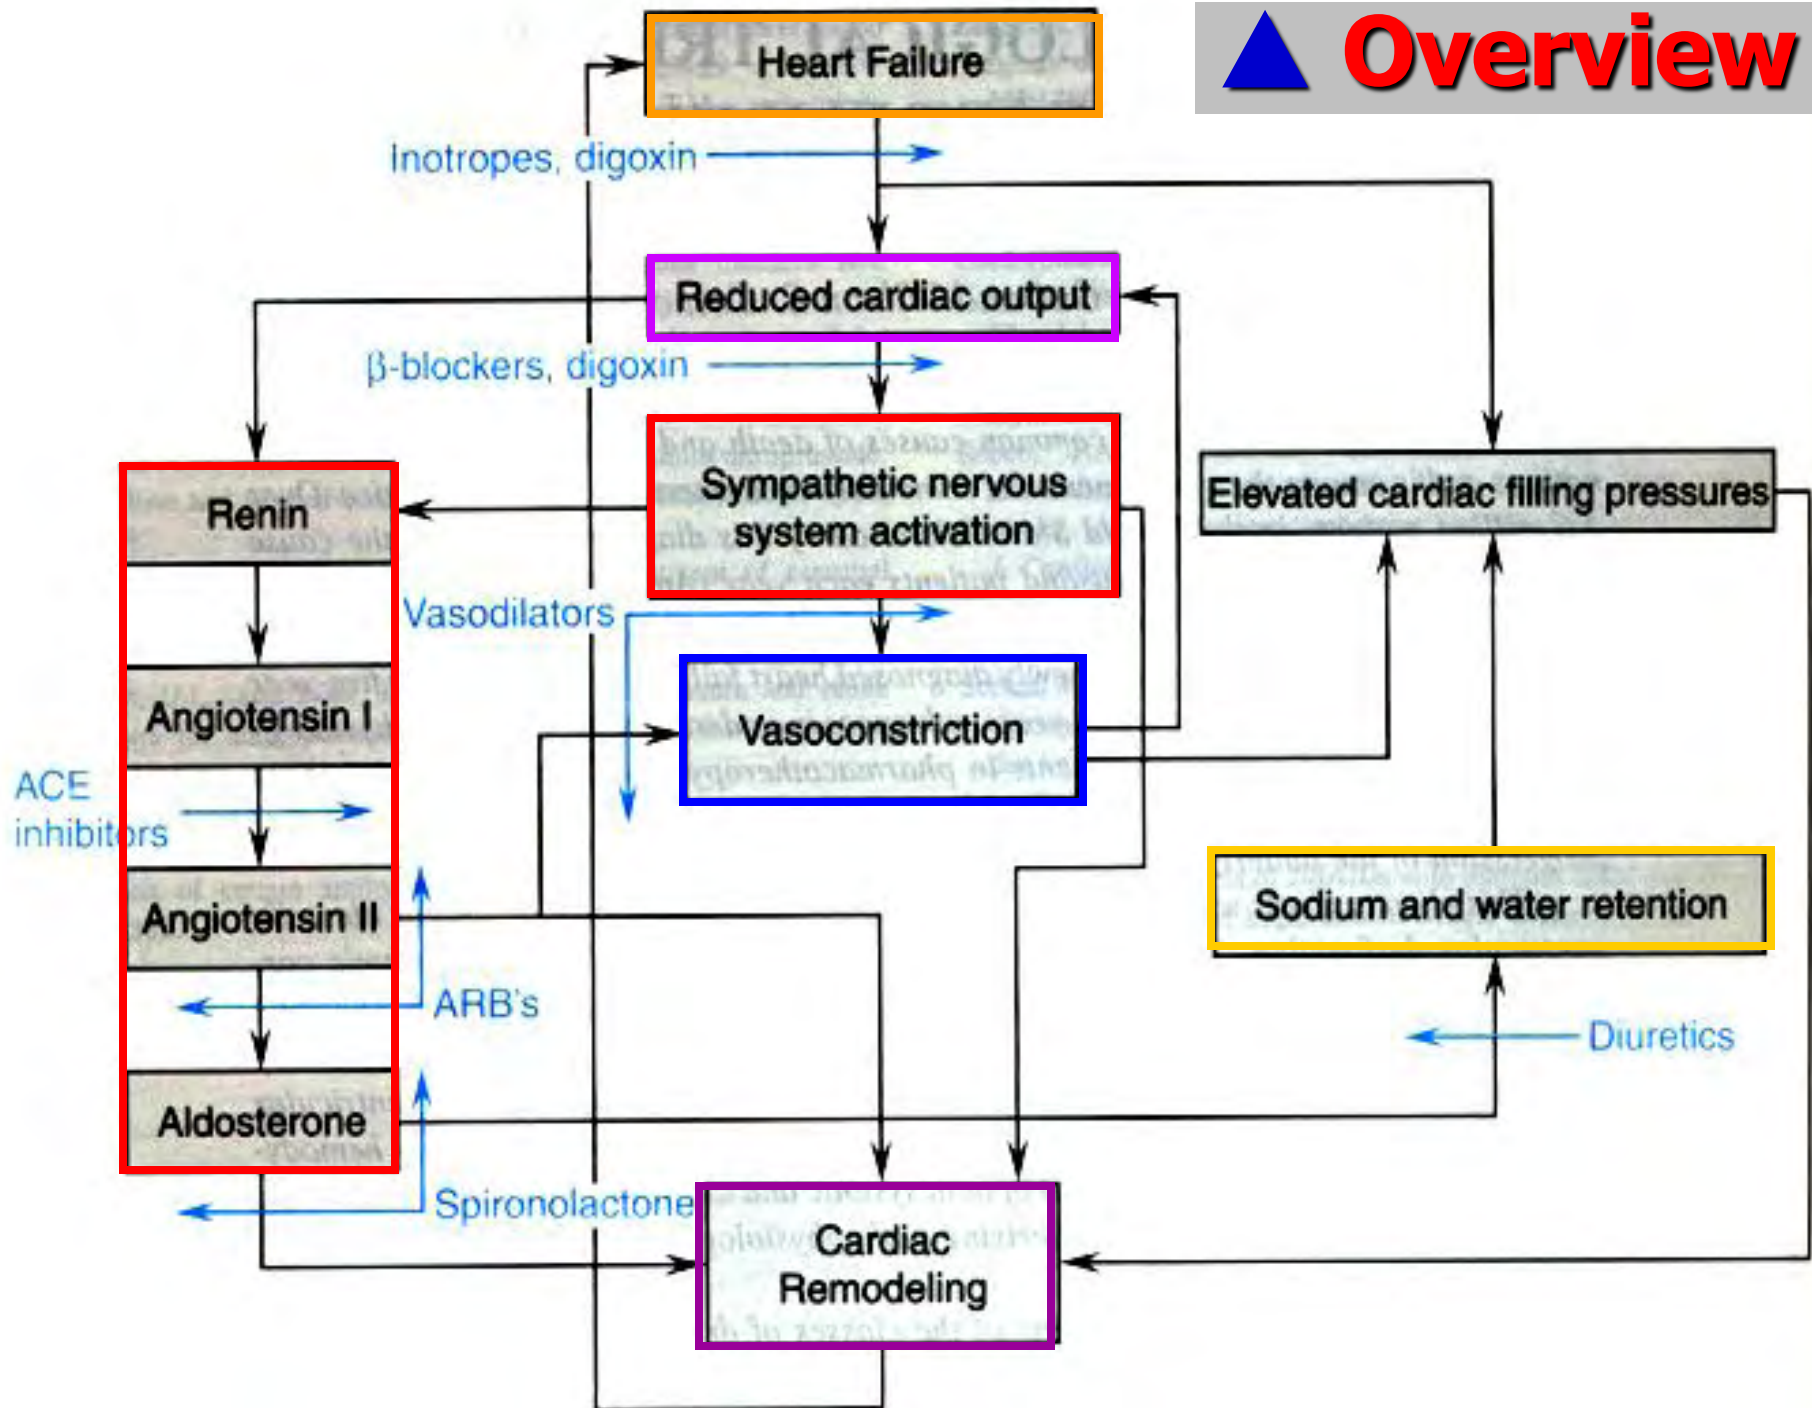 Overview
Heart Failure
Inotropes, digoxin
Reduced cardiac output
β-blockers, digoxin
Sympathetic nervous
system activation
Elevated cardiac filling pressures
Renin
Vasodilators
Angiotensin I
Vasoconstriction
ACE
inhibitors
Angiotensin II
Sodium and water retention
ARB's
Diuretics
Aldosterone
Spironolactone
Cardiac
Remodeling